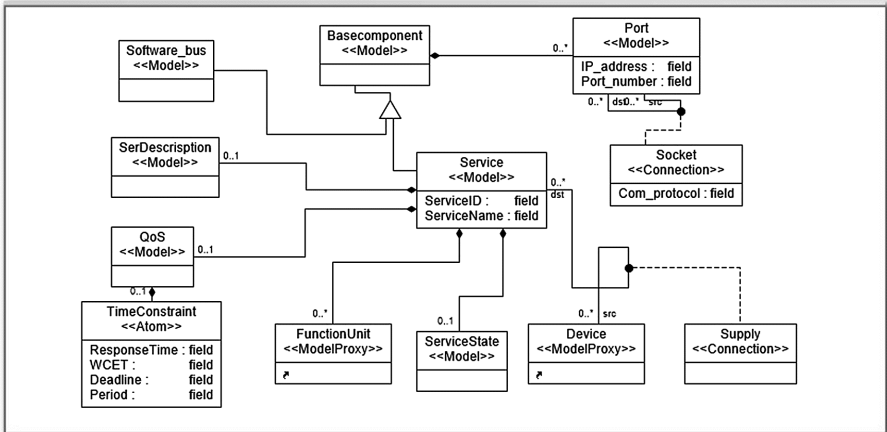 Software_bus
<<Model>>
Basecomponent
<<Model>>
0..*
Port
<<Model>>
IP_address : field
Port_number : field
0..* dst 0..* src
Socket
<<Connection>>
Com_protocol : field
SerDescrisption
<<Model>>
0..1
Service
<<Model>>
ServiceID : field
ServiceName : field
0..*
dst
QoS
<<Model>>
0..1
0..1
TimeConstraint
<<Atom>>
ResponseTime : field
WCET : field
Deadline : field
Period : field
0..*
FunctionUnit
<<ModelProxy>>
0..1
ServiceState
<<Model>>
0..* src
Device
<<ModelProxy>>
Supply
<<Connection>>